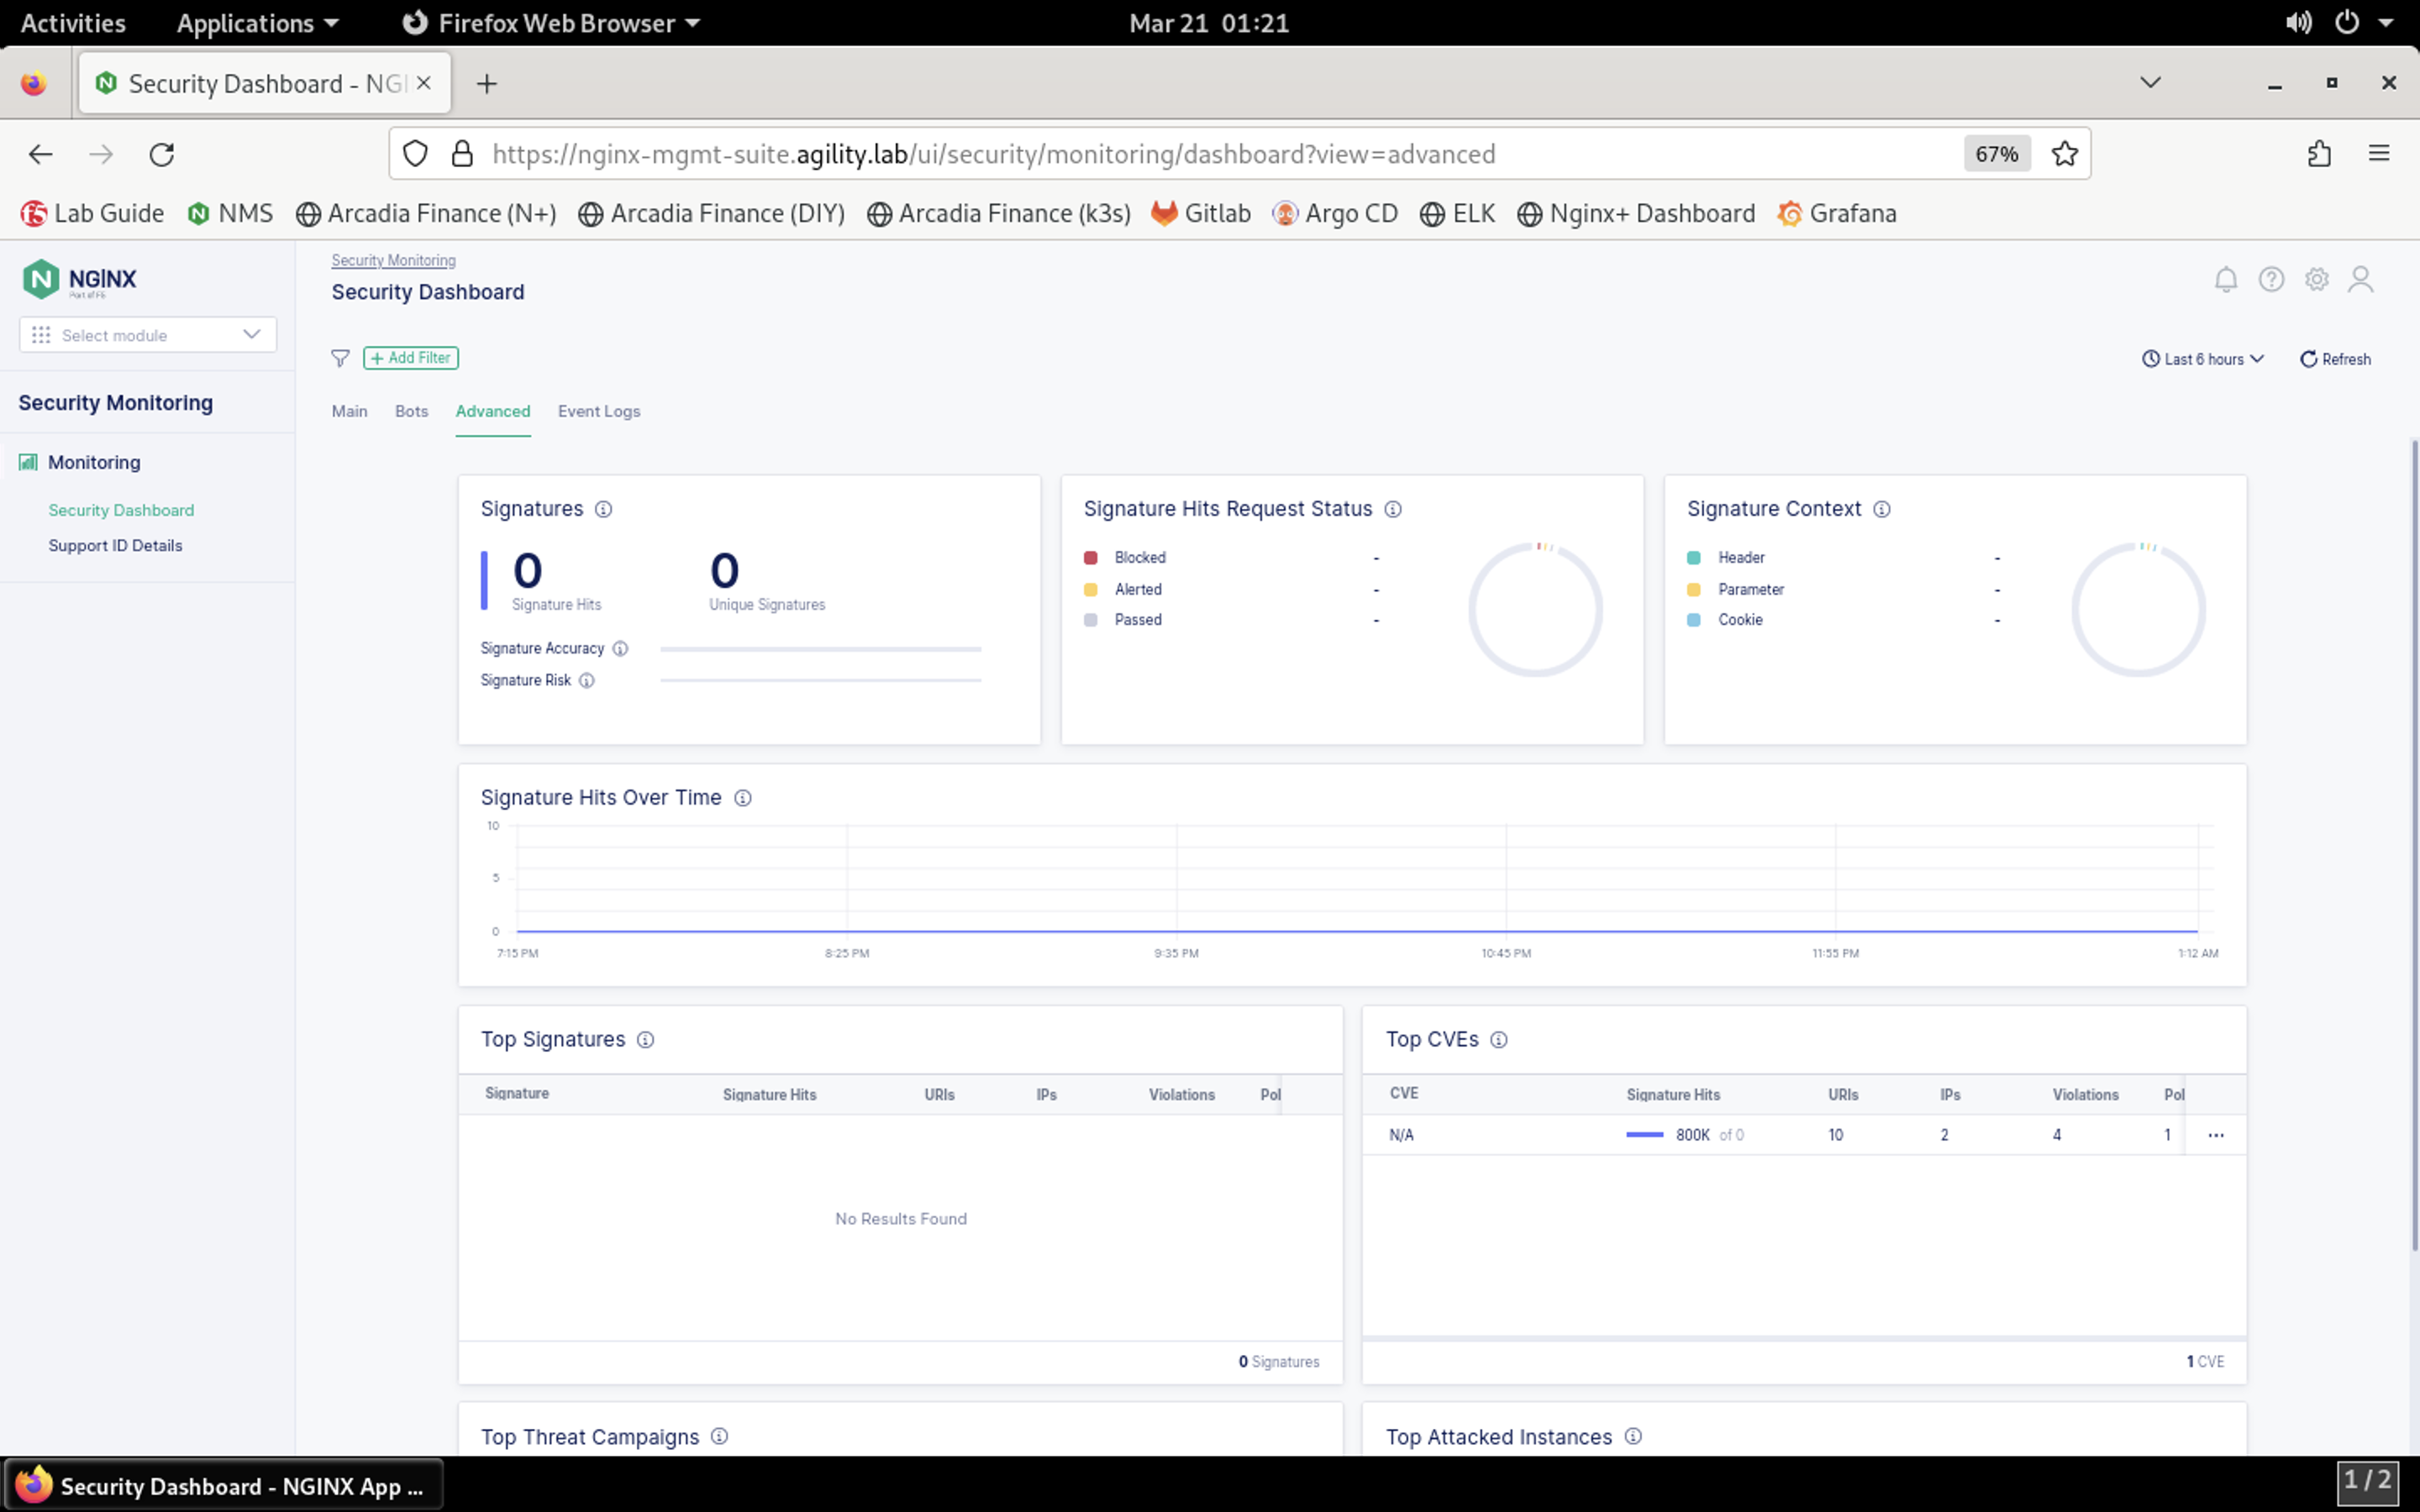 Activities Applications Firefox Web Browser Mar 21 01:21
Security Dashboard - NGI
https://nginx-mgmt-suite.agility.lab/ui/security/monitoring/dashboard?view=advanced 67%
Lab Guide NMS Arcadia Finance (N+) Arcadia Finance (DIY) Arcadia Finance (k3s) Gitlab Argo CD ELK Nginx+ Dashboard Grafana
NGINX
Part of F5
Select module
Security Monitoring
Monitoring
Security Dashboard
Support ID Details
Security Monitoring
Security Dashboard
+ Add Filter
Last 6 hours Refresh
Main Bots Advanced Event Logs
Signatures
0 0
Signature Hits Unique Signatures
Signature Accuracy
Signature Risk
Signature Hits Request Status
Blocked -
Alerted -
Passed -
Signature Context
Header -
Parameter -
Cookie -
Signature Hits Over Time
10
5
0
7:15 PM 8:25 PM 9:35 PM 10:45 PM 11:55 PM 1:12 AM
Top Signatures
Signature Signature Hits URIs IPs Violations Pol
No Results Found
0 Signatures
Top CVEs
CVE Signature Hits URIs IPs Violations Pol
N/A 800K of 0 10 2 4 1 ...
1 CVE
Top Threat Campaigns
Top Attacked Instances
Security Dashboard - NGINX App ...
1 / 2